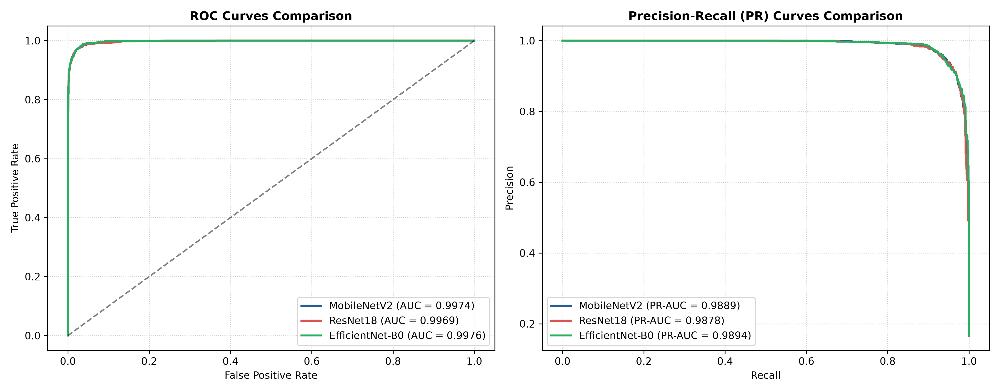 ROC Curves Comparison
True Positive Rate
1.0
0.8
0.6
0.4
0.2
0.0
MobileNetV2 (AUC = 0.9974)
ResNet18 (AUC = 0.9969)
EfficientNet-B0 (AUC = 0.9976)
0.0 0.2 0.4 0.6 0.8 1.0
False Positive Rate
Precision-Recall (PR) Curves Comparison
Precision
1.0
0.8
0.6
0.4
0.2
MobileNetV2 (PR-AUC = 0.9889)
ResNet18 (PR-AUC = 0.9878)
EfficientNet-B0 (PR-AUC = 0.9894)
0.0 0.2 0.4 0.6 0.8 1.0
Recall